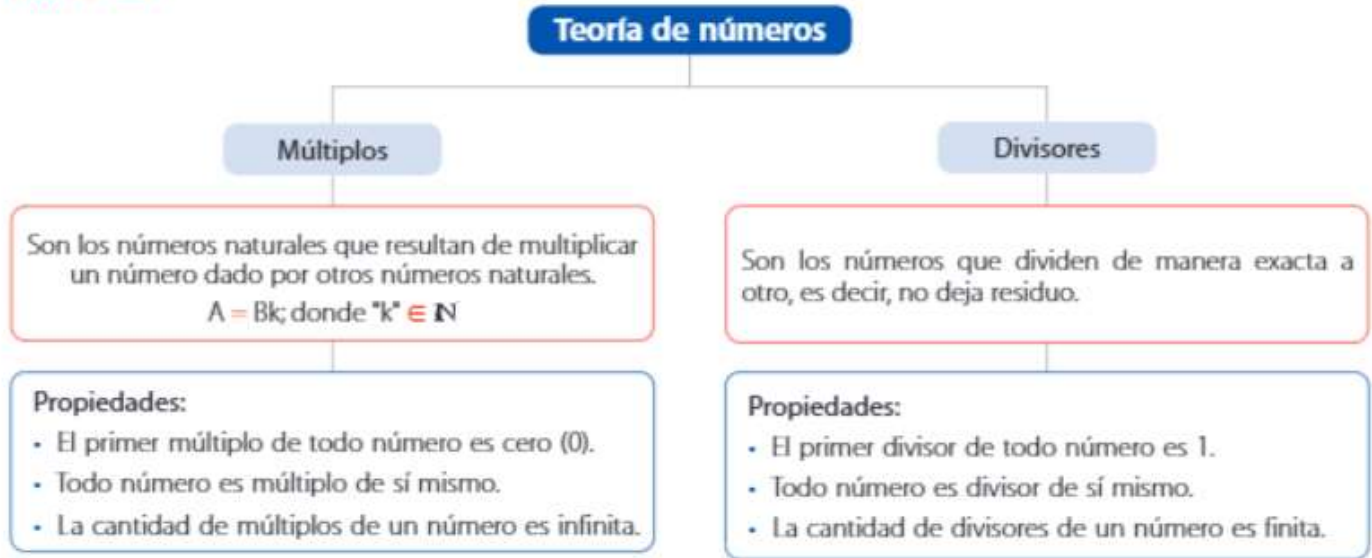 Teoría de números
Múltiplos
Son los números naturales que resultan de multiplicar
un número dado por otros números naturales.
A = Bk; donde "k" ∈ ℕ
Propiedades:
• El primer múltiplo de todo número es cero (0).
• Todo número es múltiplo de sí mismo.
• La cantidad de múltiplos de un número es infinita.
Divisores
Son los números que dividen de manera exacta a
otro, es decir, no deja residuo.
Propiedades:
• El primer divisor de todo número es 1.
• Todo número es divisor de sí mismo.
• La cantidad de divisores de un número es finita.